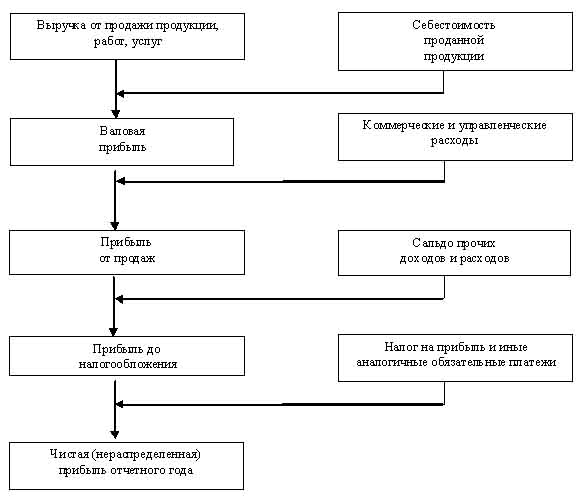 Выручка от продажи продукции,
работ, услуг
Себестоимость
проданной
продукции
Валовая
прибыль
Коммерческие и управленческие
расходы
Прибыль
от продаж
Сальдо прочих
доходов и расходов
Прибыль до
налогообложения
Налог на прибыль и иные
аналогичные обязательные платежи
Чистая (нераспределенная)
прибыль отчетного года